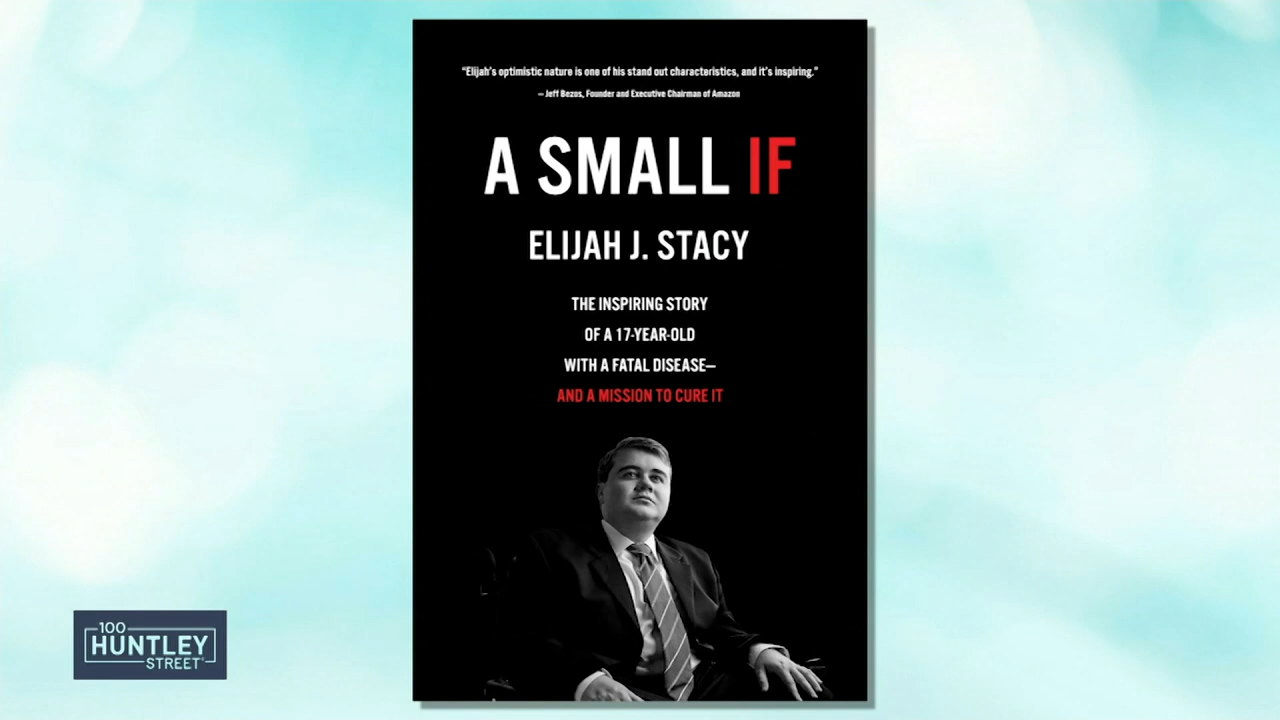 “Elijah’s optimistic nature is one of his stand out characteristics, and it’s inspiring.”
– Jeff Bezos, Founder and Executive Chairman of Amazon
A SMALL IF
ELIJAH J. STACY
THE INSPIRING STORY
OF A 17-YEAR-OLD
WITH A FATAL DISEASE–
AND A MISSION TO CURE IT
100
HUNTLEY
STREET